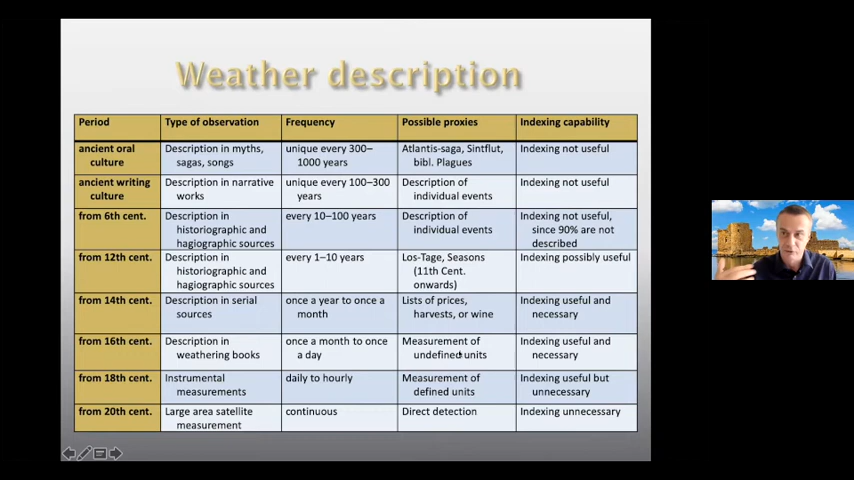 Weather description
Period Type of observation Frequency Possible proxies Indexing capability
ancient oral culture
Description in myths, sagas, songs
unique every 300–1000 years
Atlantis-saga, Sintflut, bibl. Plagues
Indexing not useful
ancient writing culture
Description in narrative works
unique every 100–300 years
Description of individual events
Indexing not useful
from 6th cent.
Description in historiographic and hagiographic sources
every 10–100 years
Description of individual events
Indexing not useful, since 90% are not described
from 12th cent.
Description in historiographic and hagiographic sources
every 1–10 years
Los-Tage, Seasons (11th Cent. onwards)
Indexing possibly useful
from 14th cent.
Description in serial sources
once a year to once a month
Lists of prices, harvests, or wine
Indexing useful and necessary
from 16th cent.
Description in weathering books
once a month to once a day
Measurement of undefined units
Indexing useful and necessary
from 18th cent.
Instrumental measurements
daily to hourly
Measurement of defined units
Indexing useful but unnecessary
from 20th cent.
Large area satellite measurement
continuous
Direct detection
Indexing unnecessary